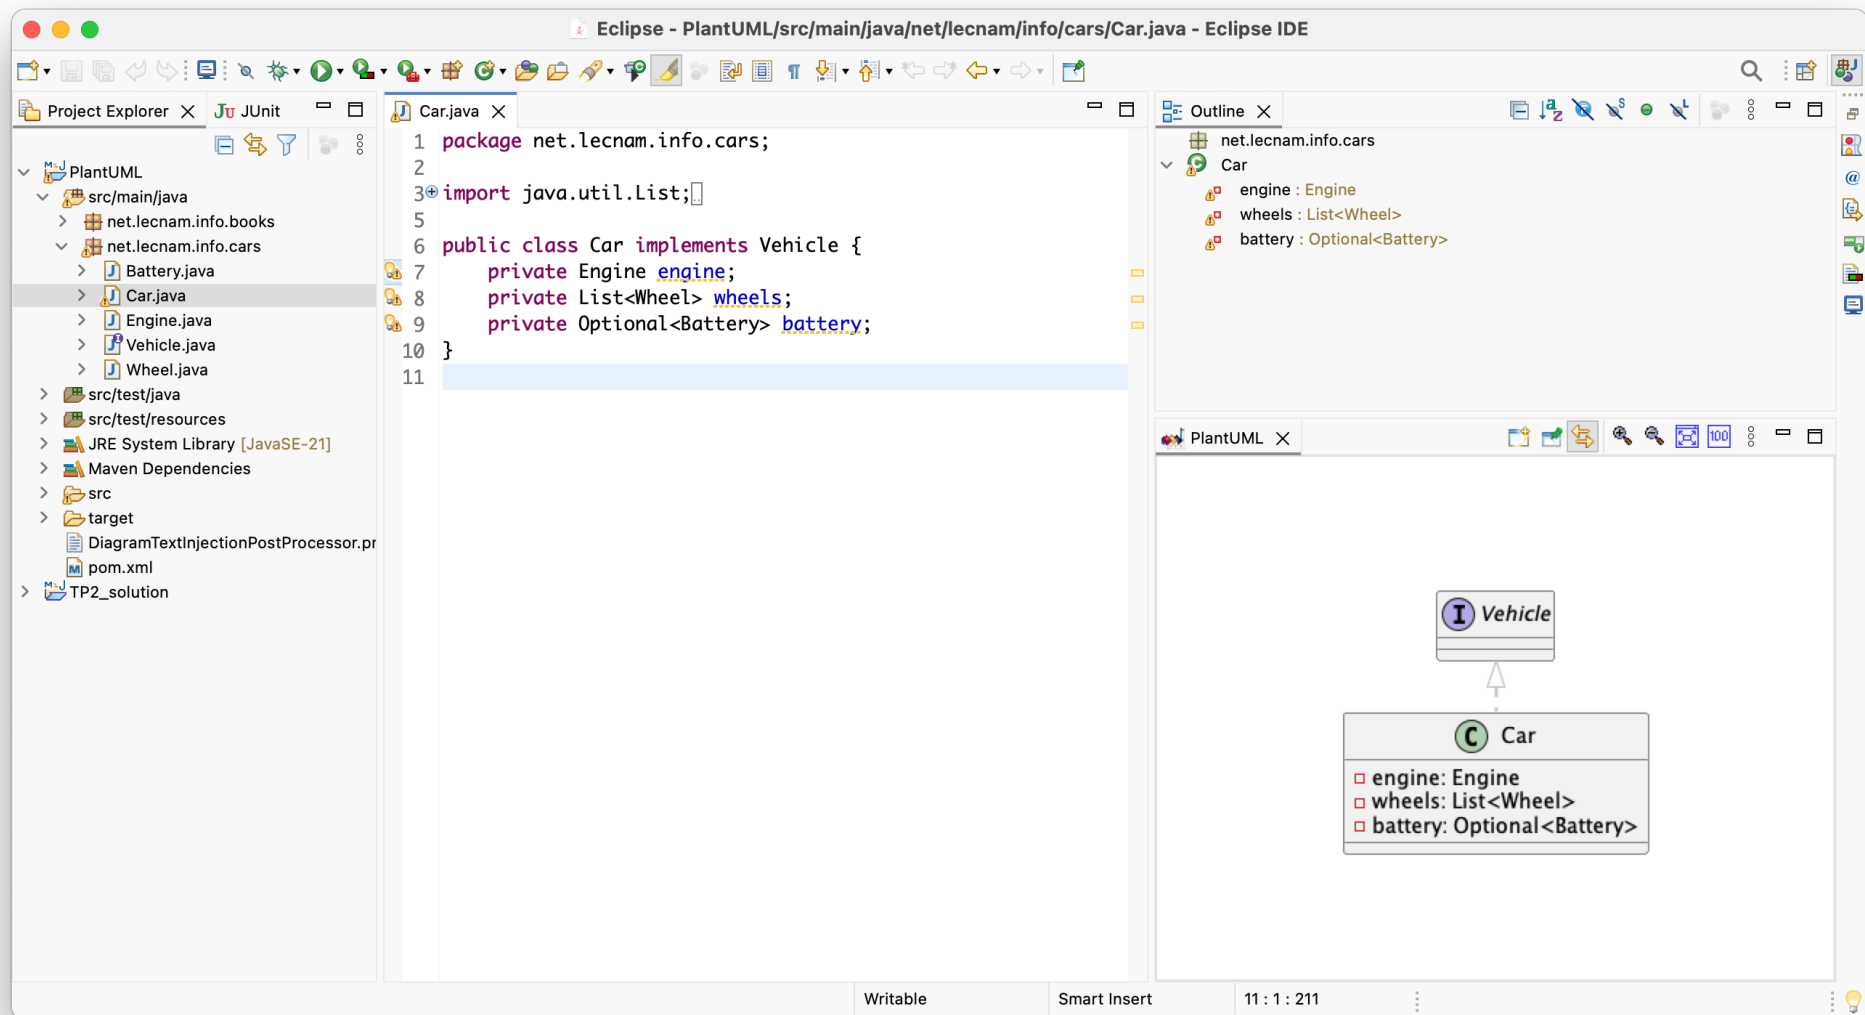 Eclipse - PlantUML/src/main/java/net/lecnam/info/cars/Car.java - Eclipse IDE
Project Explorer
JUnit
PlantUML
src/main/java
net.lecnam.info.books
net.lecnam.info.cars
Battery.java
Car.java
Engine.java
Vehicle.java
Wheel.java
src/test/java
src/test/resources
JRE System Library [JavaSE-21]
Maven Dependencies
src
target
DiagramTextInjectionPostProcessor.pr
pom.xml
TP2_solution
Car.java
1 package net.lecnam.info.cars;
2
3 import java.util.List;
5
6 public class Car implements Vehicle {
7 private Engine engine;
8 private List<Wheel> wheels;
9 private Optional<Battery> battery;
10 }
11
Outline
net.lecnam.info.cars
Car
engine : Engine
wheels : List<Wheel>
battery : Optional<Battery>
PlantUML
100
I Vehicle
C Car
engine: Engine
wheels: List<Wheel>
battery: Optional<Battery>
Writable
Smart Insert
11 : 1 : 211